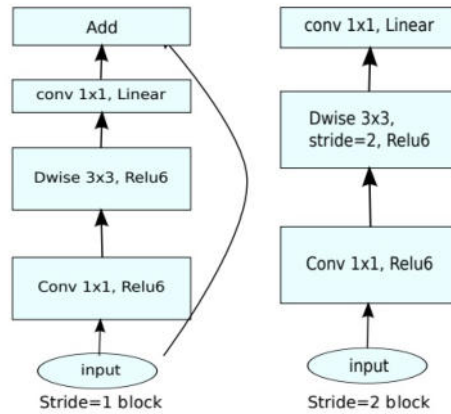 Add
conv 1x1, Linear
Dwise 3x3, Relu6
Conv 1x1, Relu6
input
Stride=1 block
conv 1x1, Linear
Dwise 3x3,
stride=2, Relu6
Conv 1x1, Relu6
input
Stride=2 block